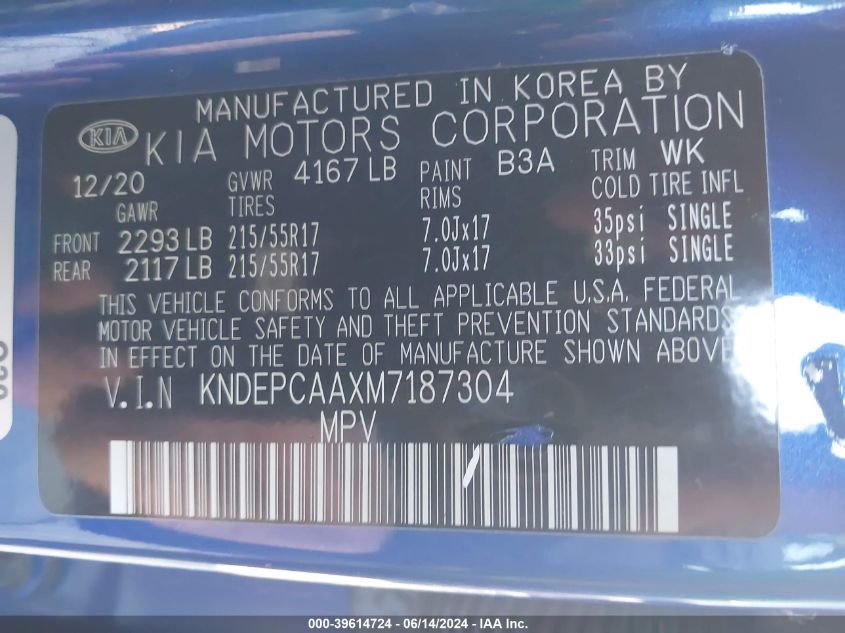 MANUFACTURED IN KOREA BY
KIA KIA MOTORS CORPORATION
12/20 GVWR 4167 LB PAINT B3A TRIM WK
GAWR TIRES RIMS COLD TIRE INFL
FRONT 2293 LB 215/55R17 7.0Jx17 35psi SINGLE
REAR 2117 LB 215/55R17 7.0Jx17 33psi SINGLE
THIS VEHICLE CONFORMS TO ALL APPLICABLE U.S.A. FEDERAL
MOTOR VEHICLE SAFETY AND THEFT PREVENTION STANDARDS
IN EFFECT ON THE DATE OF MANUFACTURE SHOWN ABOVE
V.I.N KNDEPCAAXM7187304
MPV
000-39614724 - 06/14/2024 - IAA Inc.